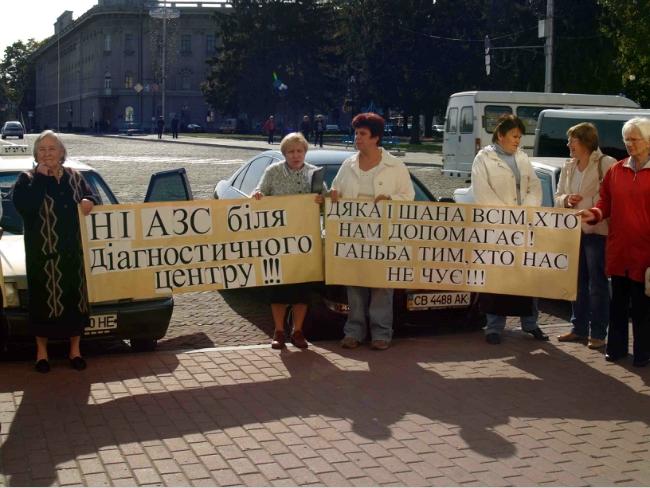 НІ АЗС біля
діагностичного
центру!!!
ДЯКА І ШАНА ВСІМ, ХТО
НАМ ДОПОМАГАЄ!
ГАНЬБА ТИМ, ХТО НАС
НЕ ЧУЄ!!!
СВ 4488 АК
НЕ